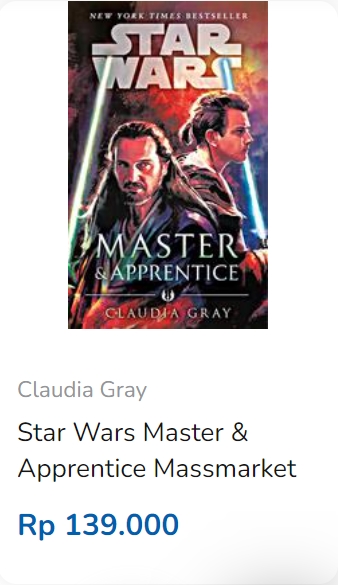 NEW YORK TIMES BESTSELLER
STAR
WARS
MASTER
& APPRENTICE
CLAUDIA GRAY
Claudia Gray
Star Wars Master &
Apprentice Massmarket
Rp 139.000